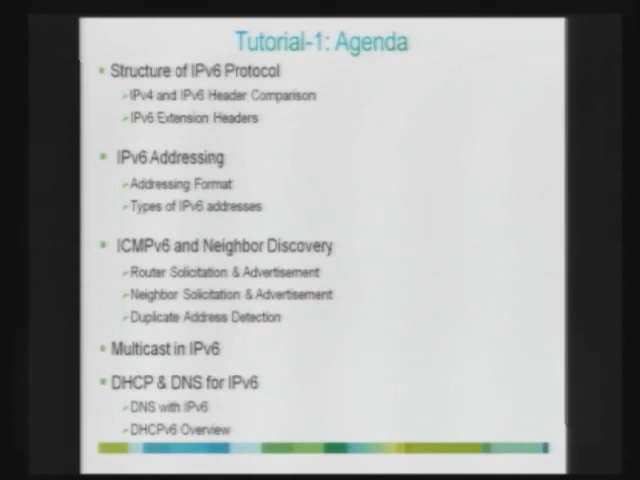 Tutorial-1: Agenda
Structure of IPv6 Protocol
IPv4 and IPv6 Header Comparison
IPv6 Extension Headers
IPv6 Addressing
Addressing Format
Types of IPv6 addresses
ICMPv6 and Neighbor Discovery
Router Solicitation & Advertisement
Neighbor Solicitation & Advertisement
Duplicate Address Detection
Multicast in IPv6
DHCP & DNS for IPv6
DNS with IPv6
DHCPv6 Overview